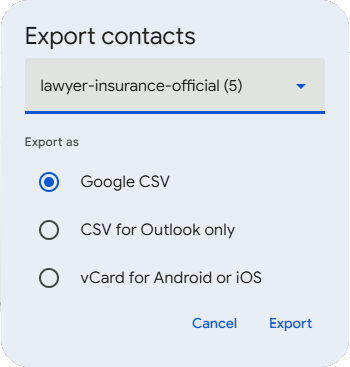 Export contacts
lawyer-insurance-official (5)
Export as
Google CSV
CSV for Outlook only
vCard for Android or iOS
Cancel Export